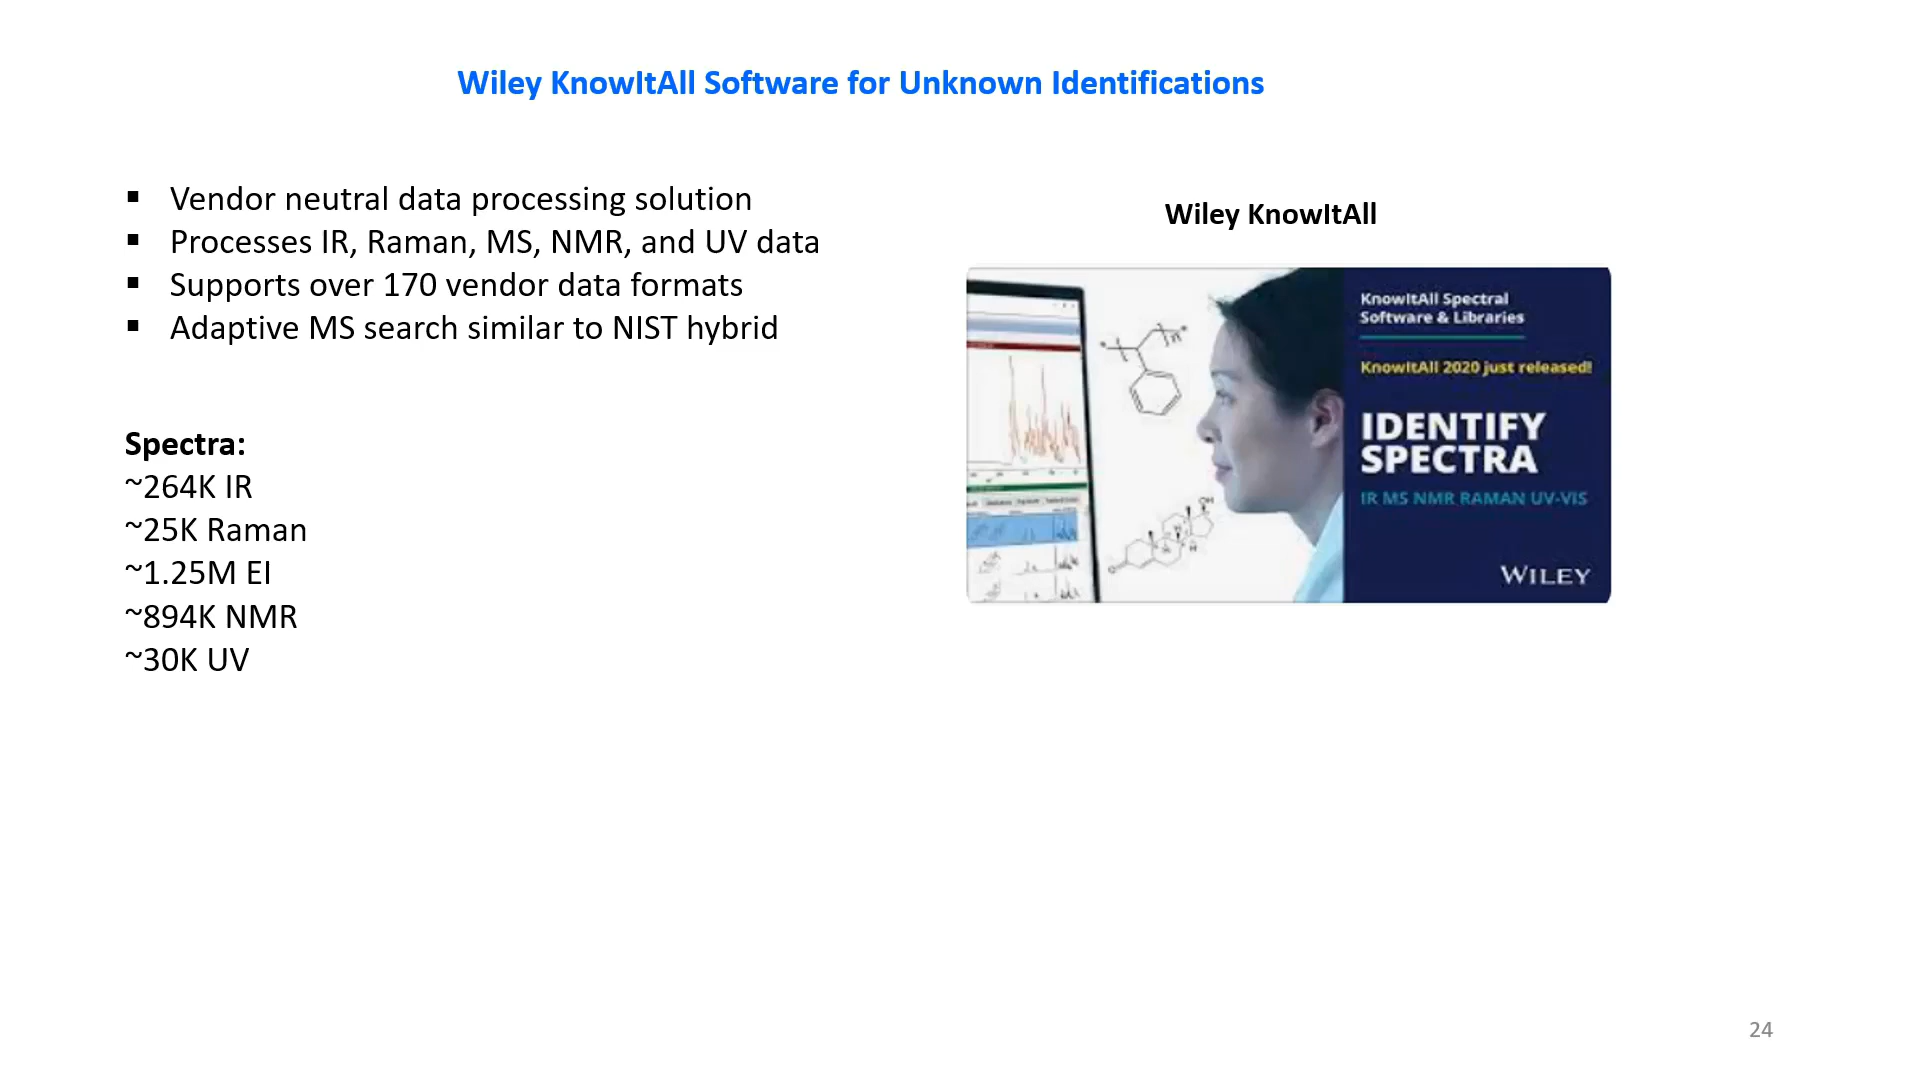 Wiley KnowItAll Software for Unknown Identifications
▪ Vendor neutral data processing solution
▪ Processes IR, Raman, MS, NMR, and UV data
▪ Supports over 170 vendor data formats
▪ Adaptive MS search similar to NIST hybrid
Spectra:
~264K IR
~25K Raman
~1.25M EI
~894K NMR
~30K UV
Wiley KnowItAll
KnowItAll Spectral
Software & Libraries
KnowItAll 2020 just released!
IDENTIFY
SPECTRA
IR MS NMR RAMAN UV-VIS
WILEY
n
OH
H
H
H
O
24